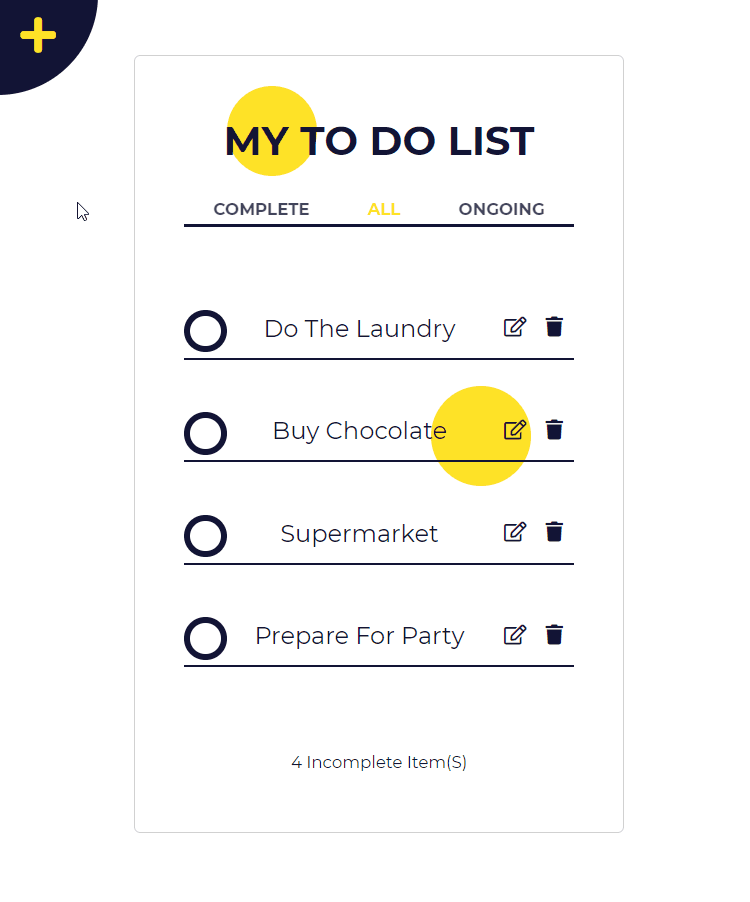 MY TO DO LIST
COMPLETE ALL ONGOING
Do The Laundry
Buy Chocolate
Supermarket
Prepare For Party
4 Incomplete Item(S)